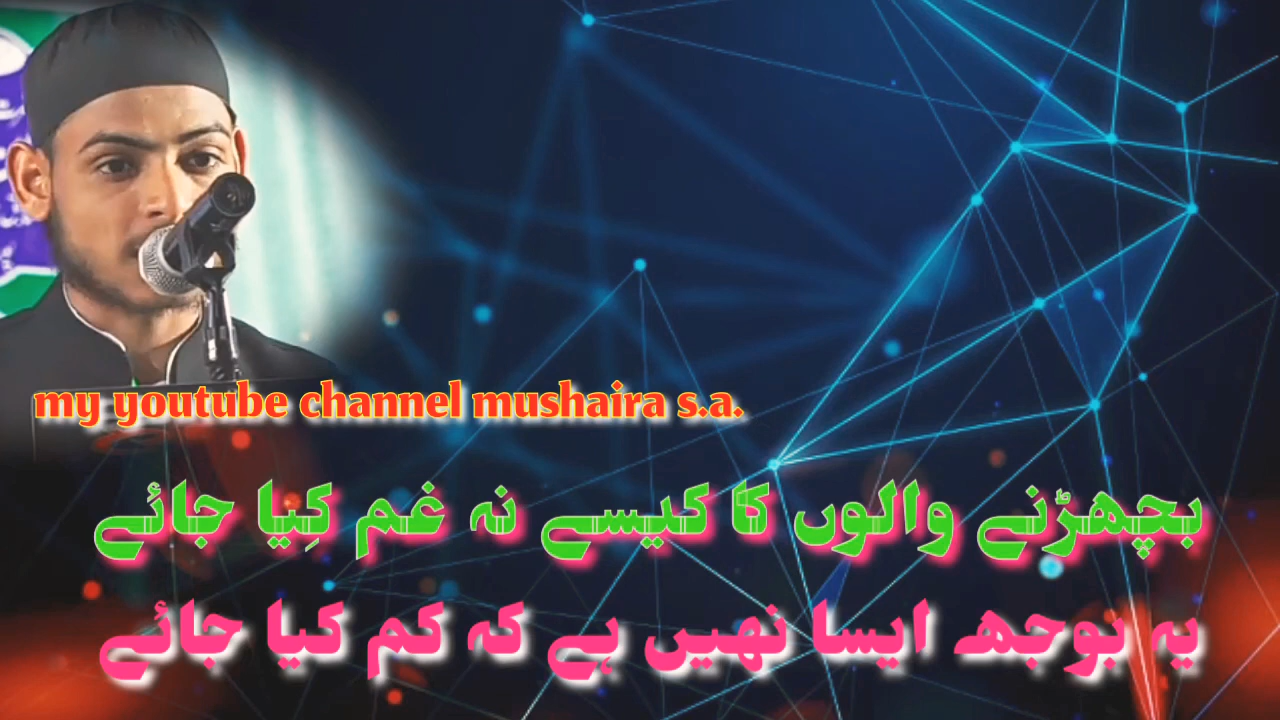 my youtube channel mushaira s.a.
بچھڑنے والوں کا کیسے نہ غم کِیا جائے
یہ بوجھ ایسا نھیں ہے کہ کم کیا جائے